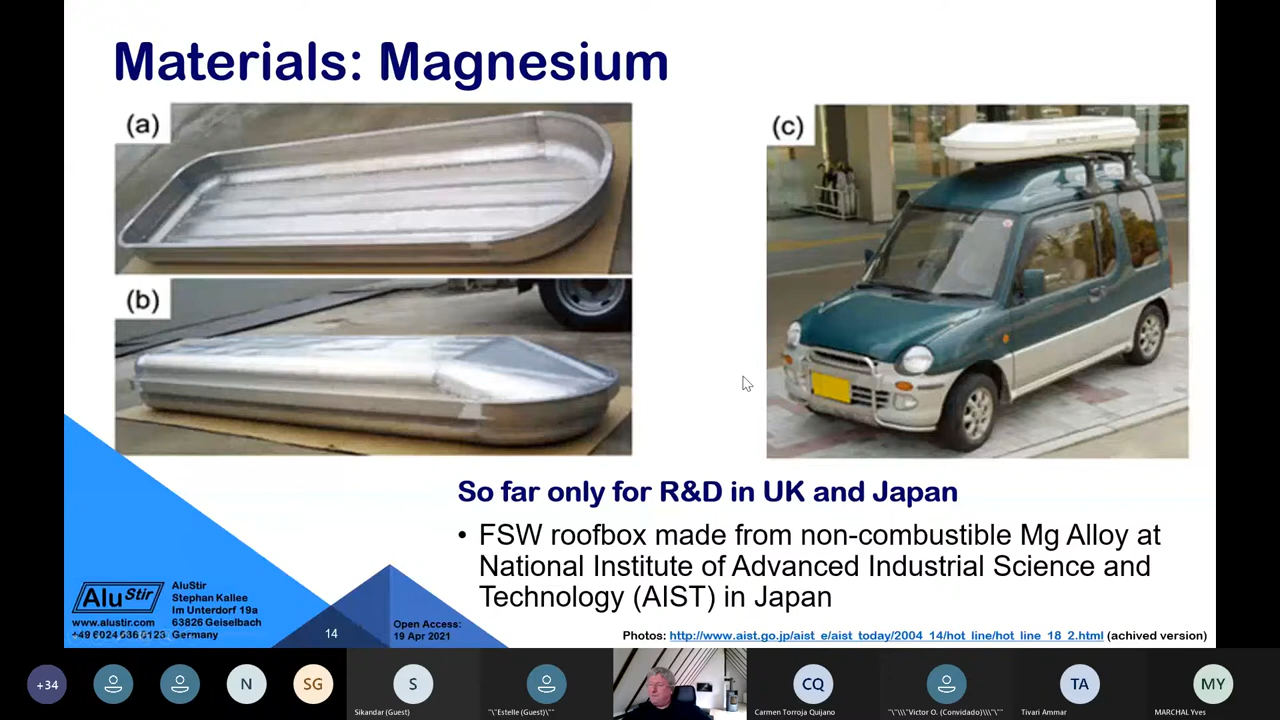 Materials: Magnesium
(a)
(b)
(c)
So far only for R&D in UK and Japan
• FSW roofbox made from non-combustible Mg Alloy at
National Institute of Advanced Industrial Science and
Technology (AIST) in Japan
AluStir
AluStir
Stephan Kallee
Im Unterdorf 19a
www.alustir.com 63826 Geiselbach
+49 6024 636 0123 Germany
14
Open Access:
19 Apr 2021
Photos: http://www.aist.go.jp/aist_e/aist_today/2004_14/hot_line/hot_line_18_2.html (achived version)
+34
N
SG
S
CQ
TA
MY
Sikandar (Guest)
"\"Estelle (Guest)\""
Carmen Torroja Quijano
"\"\\\"Victor O. (Convidado)\\\"\"
Tivari Ammar
MARCHAL Yves